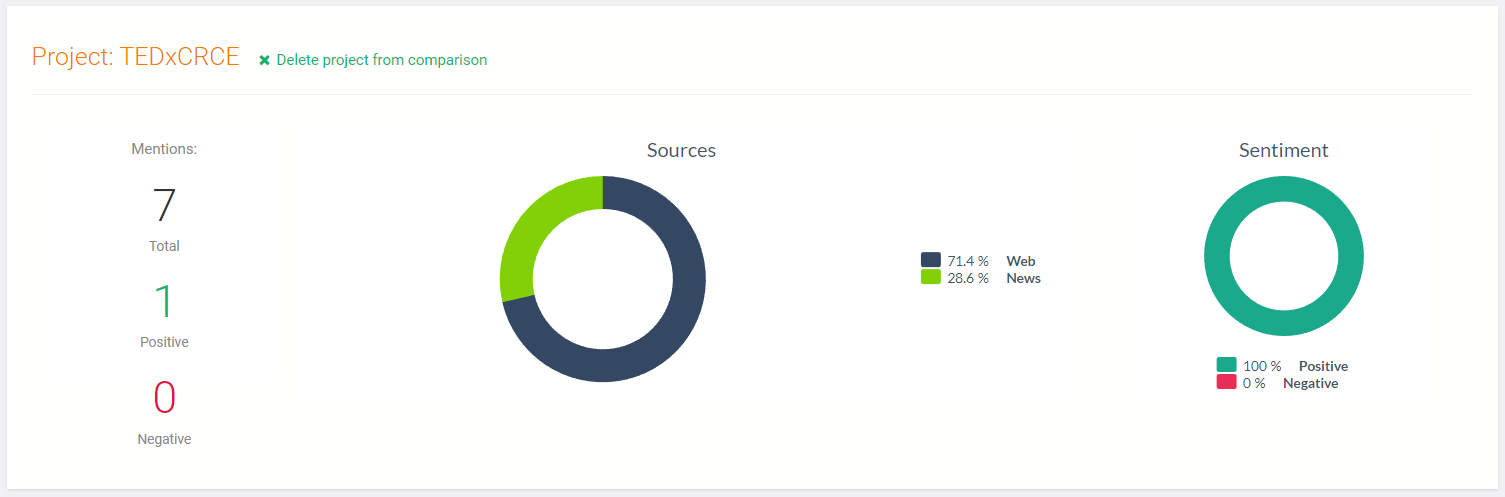 Project: TEDxCRCE ✖ Delete project from comparison
Mentions:
7
Total
1
Positive
0
Negative
Sources
71.4 % Web
28.6 % News
Sentiment
100 % Positive
0 % Negative